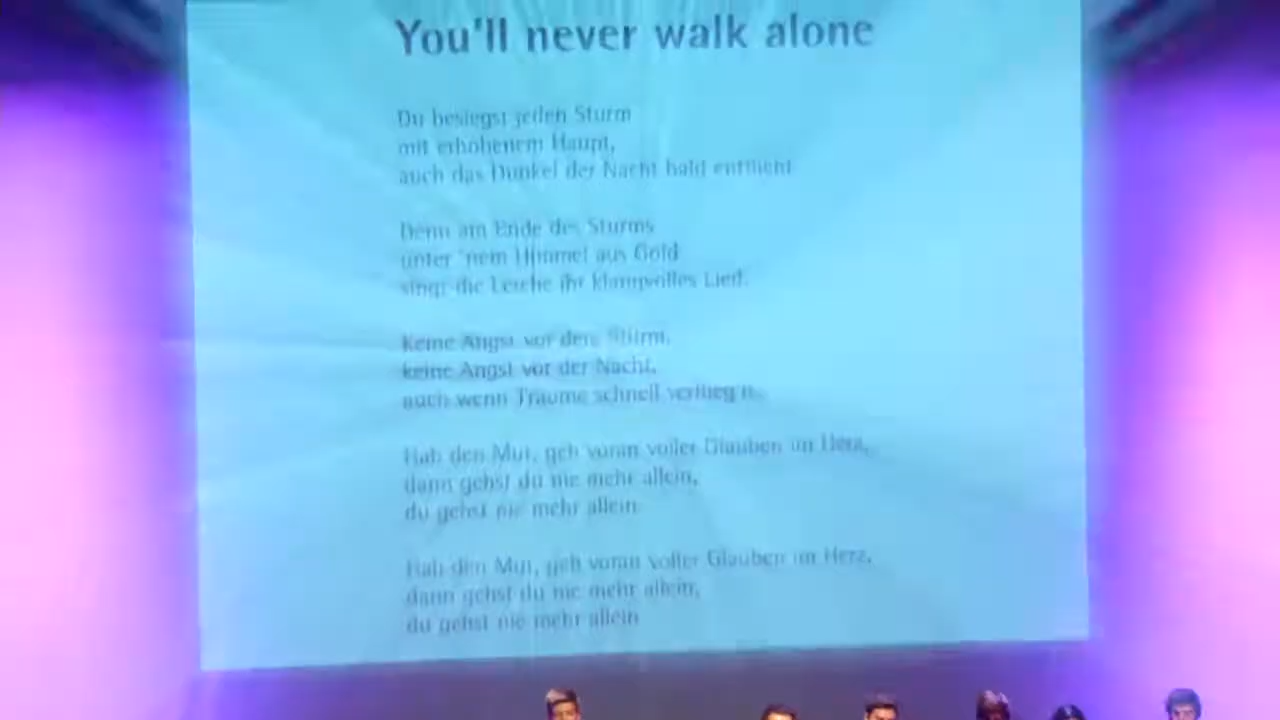 You'll never walk alone
Du besiegst jeden Sturm
mit erhobenem Haupt,
auch das Dunkel der Nacht bald entflieht
Denn am Ende des Sturms
unter 'nem Himmel aus Gold
singt die Lerche ihr klangvolles Lied.
Keine Angst vor dem Sturm,
keine Angst vor der Nacht,
auch wenn Träume schnell verflieg'n.
Hab den Mut, geh voran voller Glauben im Herz,
dann gehst du nie mehr allein,
du gehst nie mehr allein
Hab den Mut, geh voran voller Glauben im Herz,
dann gehst du nie mehr allein,
du gehst nie mehr allein